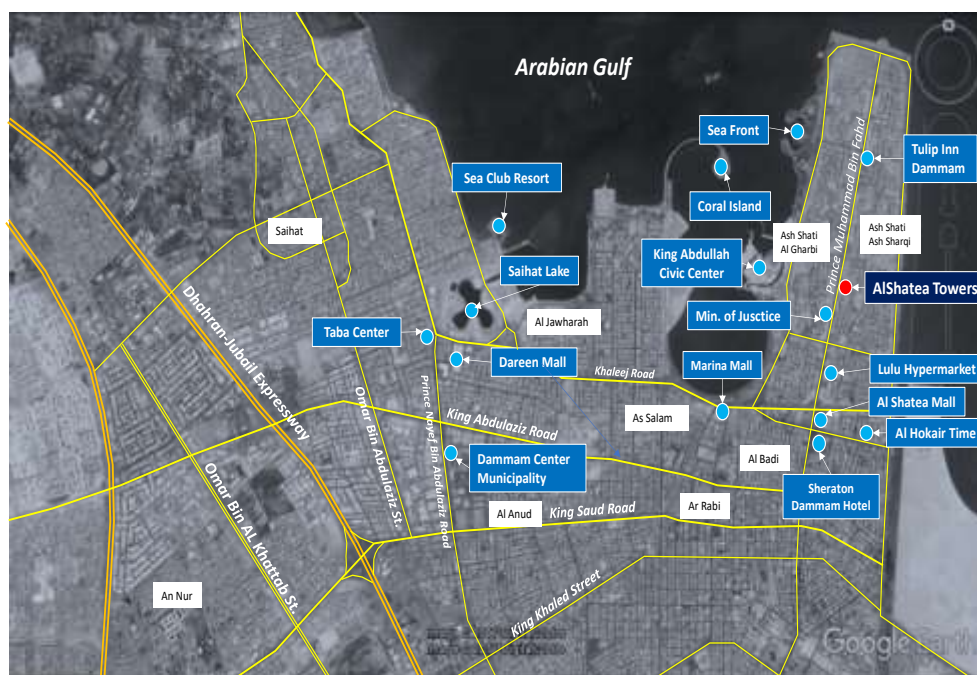 Arabian Gulf
Sea Front
Tulip Inn
Dammam
Prince Muhammad Bin Fahd
Sea Club Resort
Coral Island
Saihat
Ash Shati
Al Gharbi
Ash Shati
Ash Sharqi
King Abdullah
Civic Center
Saihat Lake
AlShatea Towers
Min. of Jusctice
Dhahran-Jubail Expressway
Taba Center
Al Jawharah
Dareen Mall
Khaleej Road
Marina Mall
Lulu Hypermarket
Omar Bin Abdulaziz St.
Prince Nayef Bin Abdulaziz Road
King Abdulaziz Road
As Salam
Al Shatea Mall
Al Hokair Time
Dammam Center
Municipality
Al Badi
Sheraton
Dammam Hotel
Omar Bin AL Khattab St.
Al Anud
King Saud Road
Ar Rabi
An Nur
King Khaled Street
Google Earth